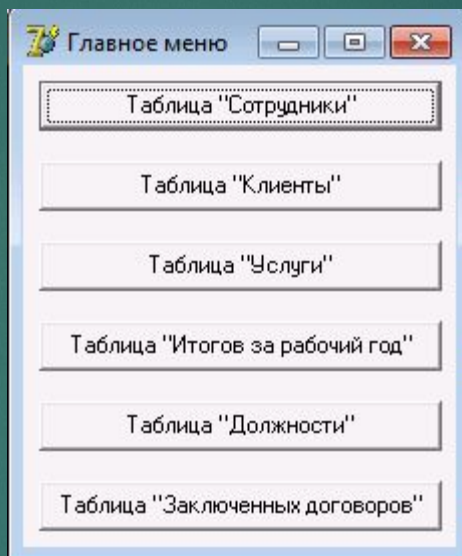 Главное меню
Таблица "Сотрудники"
Таблица "Клиенты"
Таблица "Услуги"
Таблица "Итогов за рабочий год"
Таблица "Должности"
Таблица "Заключенных договоров"